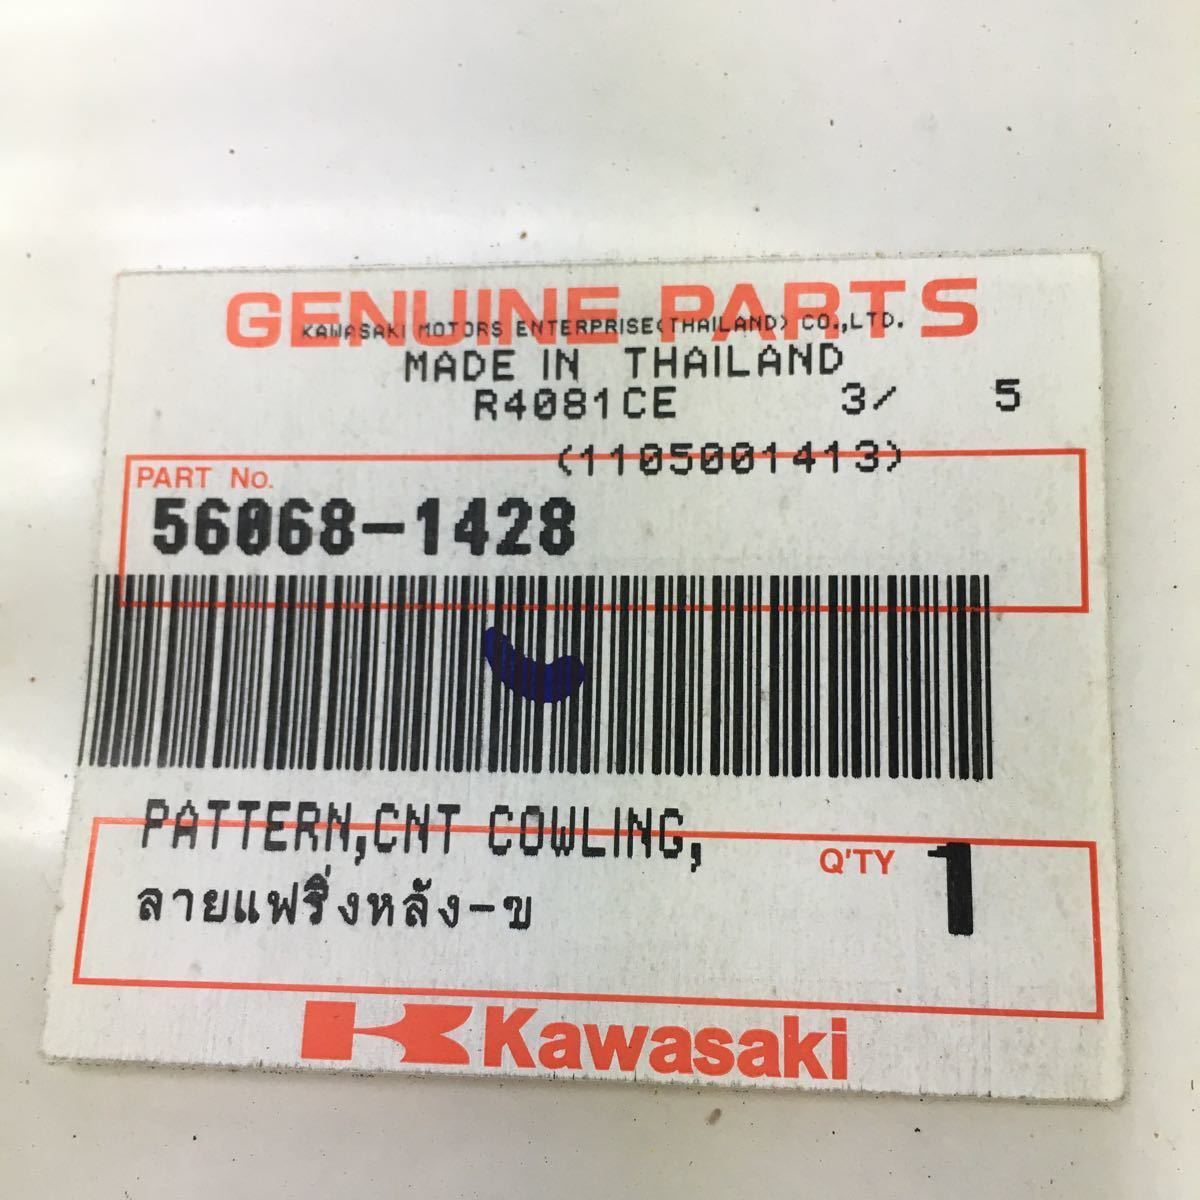 GENUINE PARTS
KAWASAKI MOTORS ENTERPRISE(THAILAND) CO.,LTD.
MADE IN THAILAND
R4081CE 3/ 5
(1105001413)
PART No.
56068-1428
PATTERN,CNT COWLING,
Q'TY 1
ลายแฟริ่งหลัง-ข
Kawasaki